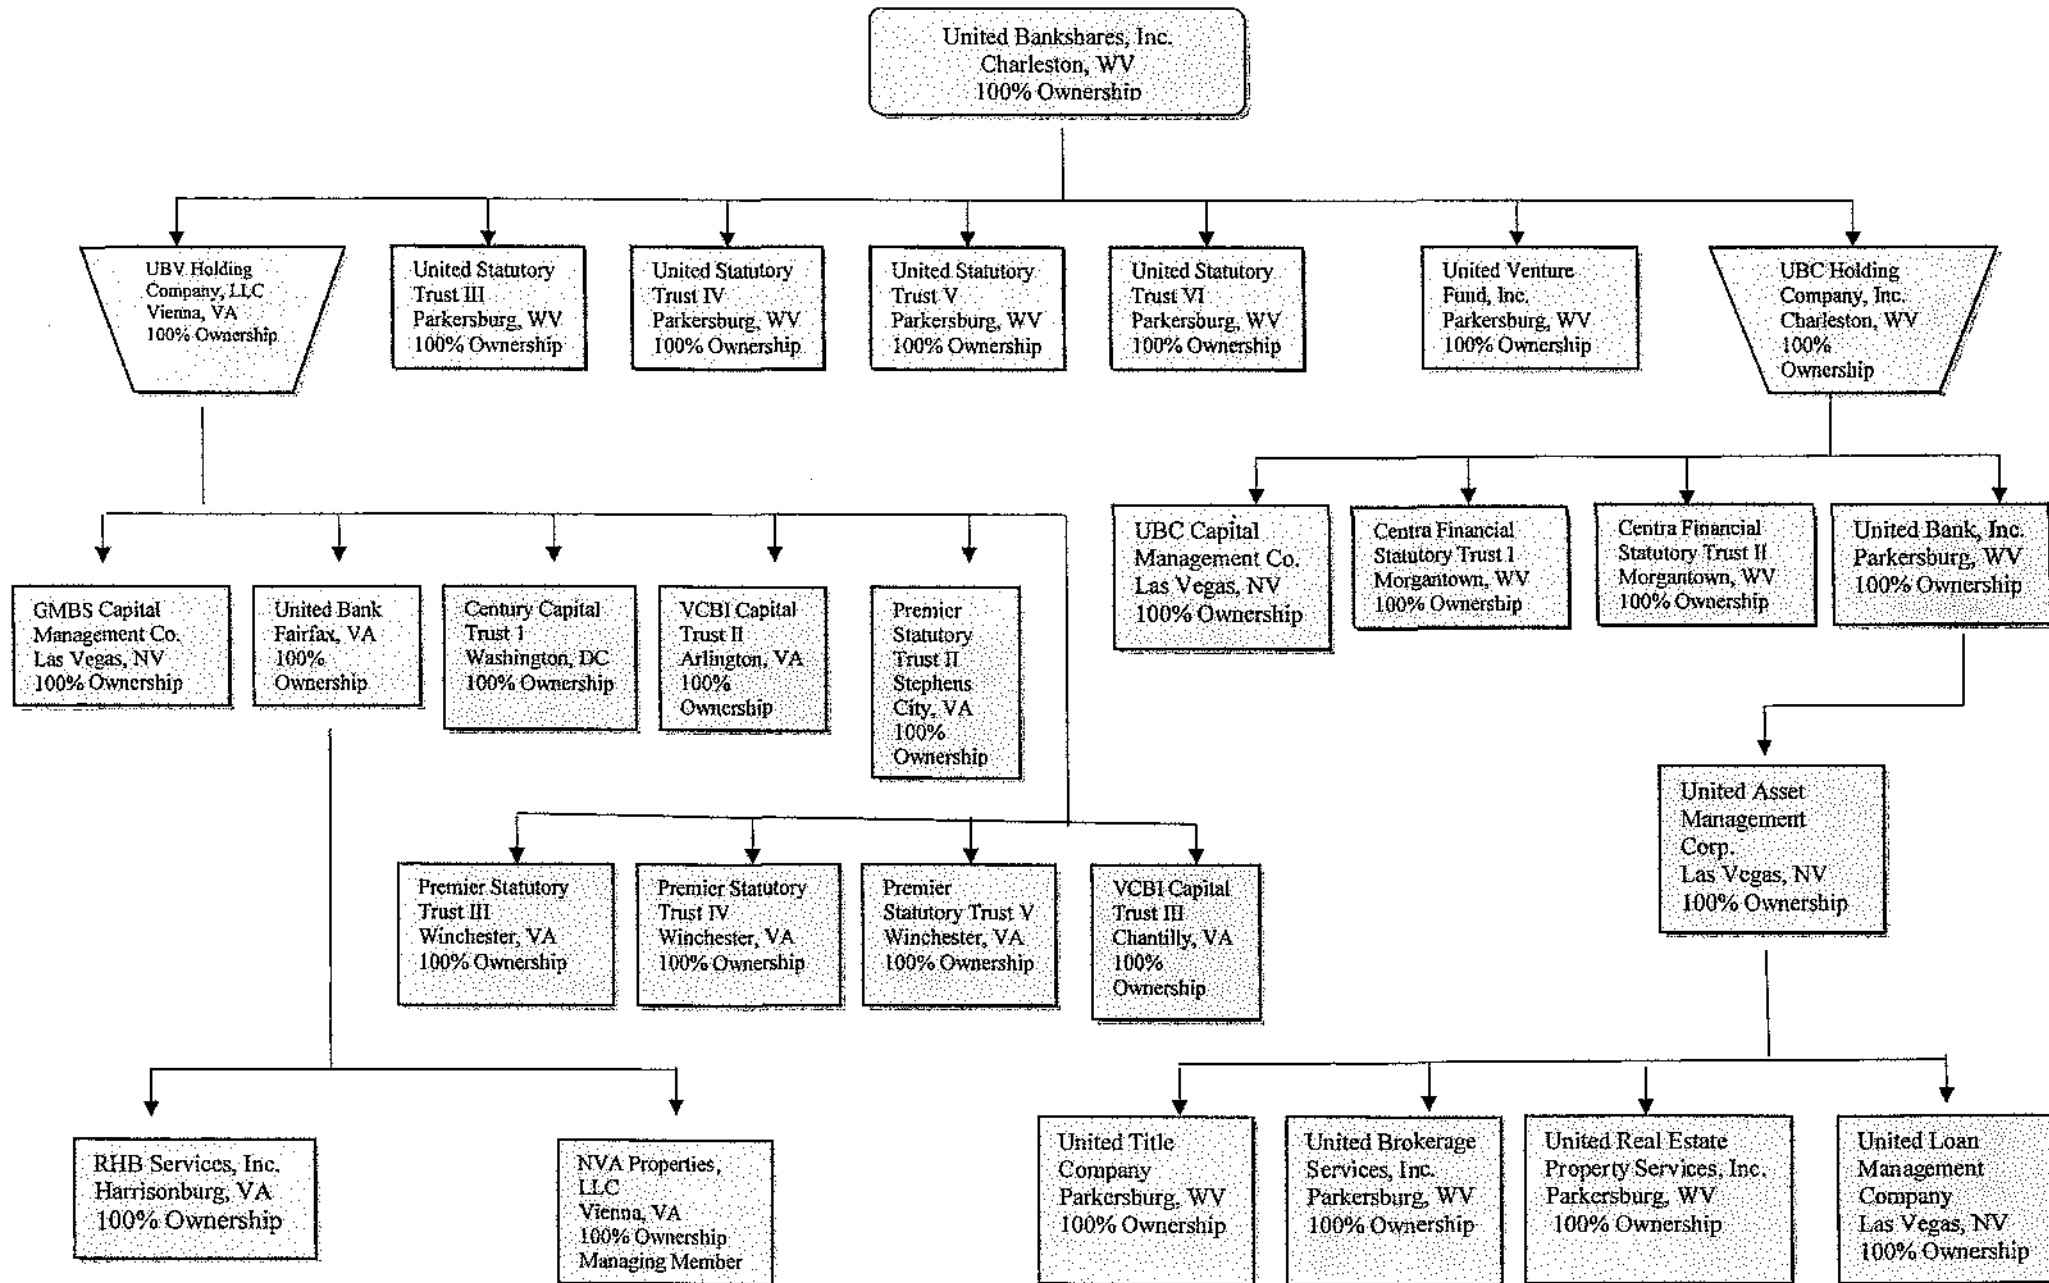 United Bankshares, Inc.
Charleston, WV
100% Ownership
UBV Holding
Company, LLC
Vienna, VA
100% Ownership
United Statutory
Trust III
Parkersburg, WV
100% Ownership
United Statutory
Trust IV
Parkersburg, WV
100% Ownership
United Statutory
Trust V
Parkersburg, WV
100% Ownership
United Statutory
Trust VI
Parkersburg, WV
100% Ownership
United Venture
Fund, Inc.
Parkersburg, WV
100% Ownership
UBC Holding
Company, Inc.
Charleston, WV
100%
Ownership
UBC Capital
Management Co.
Las Vegas, NV
100% Ownership
Centra Financial
Statutory Trust I
Morgantown, WV
100% Ownership
Centra Financial
Statutory Trust II
Morgantown, WV
100% Ownership
United Bank, Inc.
Parkersburg, WV
100% Ownership
GMBS Capital
Management Co.
Las Vegas, NV
100% Ownership
United Bank
Fairfax, VA
100%
Ownership
Century Capital
Trust I
Washington, DC
100% Ownership
VCBI Capital
Trust II
Arlington, VA
100%
Ownership
Premier
Statutory
Trust II
Stephens
City, VA
100%
Ownership
United Asset
Management
Corp.
Las Vegas, NV
100% Ownership
Premier Statutory
Trust III
Winchester, VA
100% Ownership
Premier Statutory
Trust IV
Winchester, VA
100% Ownership
Premier
Statutory Trust V
Winchester, VA
100% Ownership
VCBI Capital
Trust III
Chantilly, VA
100%
Ownership
RHB Services, Inc.
Harrisonburg, VA
100% Ownership
NVA Properties,
LLC
Vienna, VA
100% Ownership
Managing Member
United Title
Company
Parkersburg, WV
100% Ownership
United Brokerage
Services, Inc.
Parkersburg, WV
100% Ownership
United Real Estate
Property Services, Inc.
Parkersburg, WV
100% Ownership
United Loan
Management
Company
Las Vegas, NV
100% Ownership